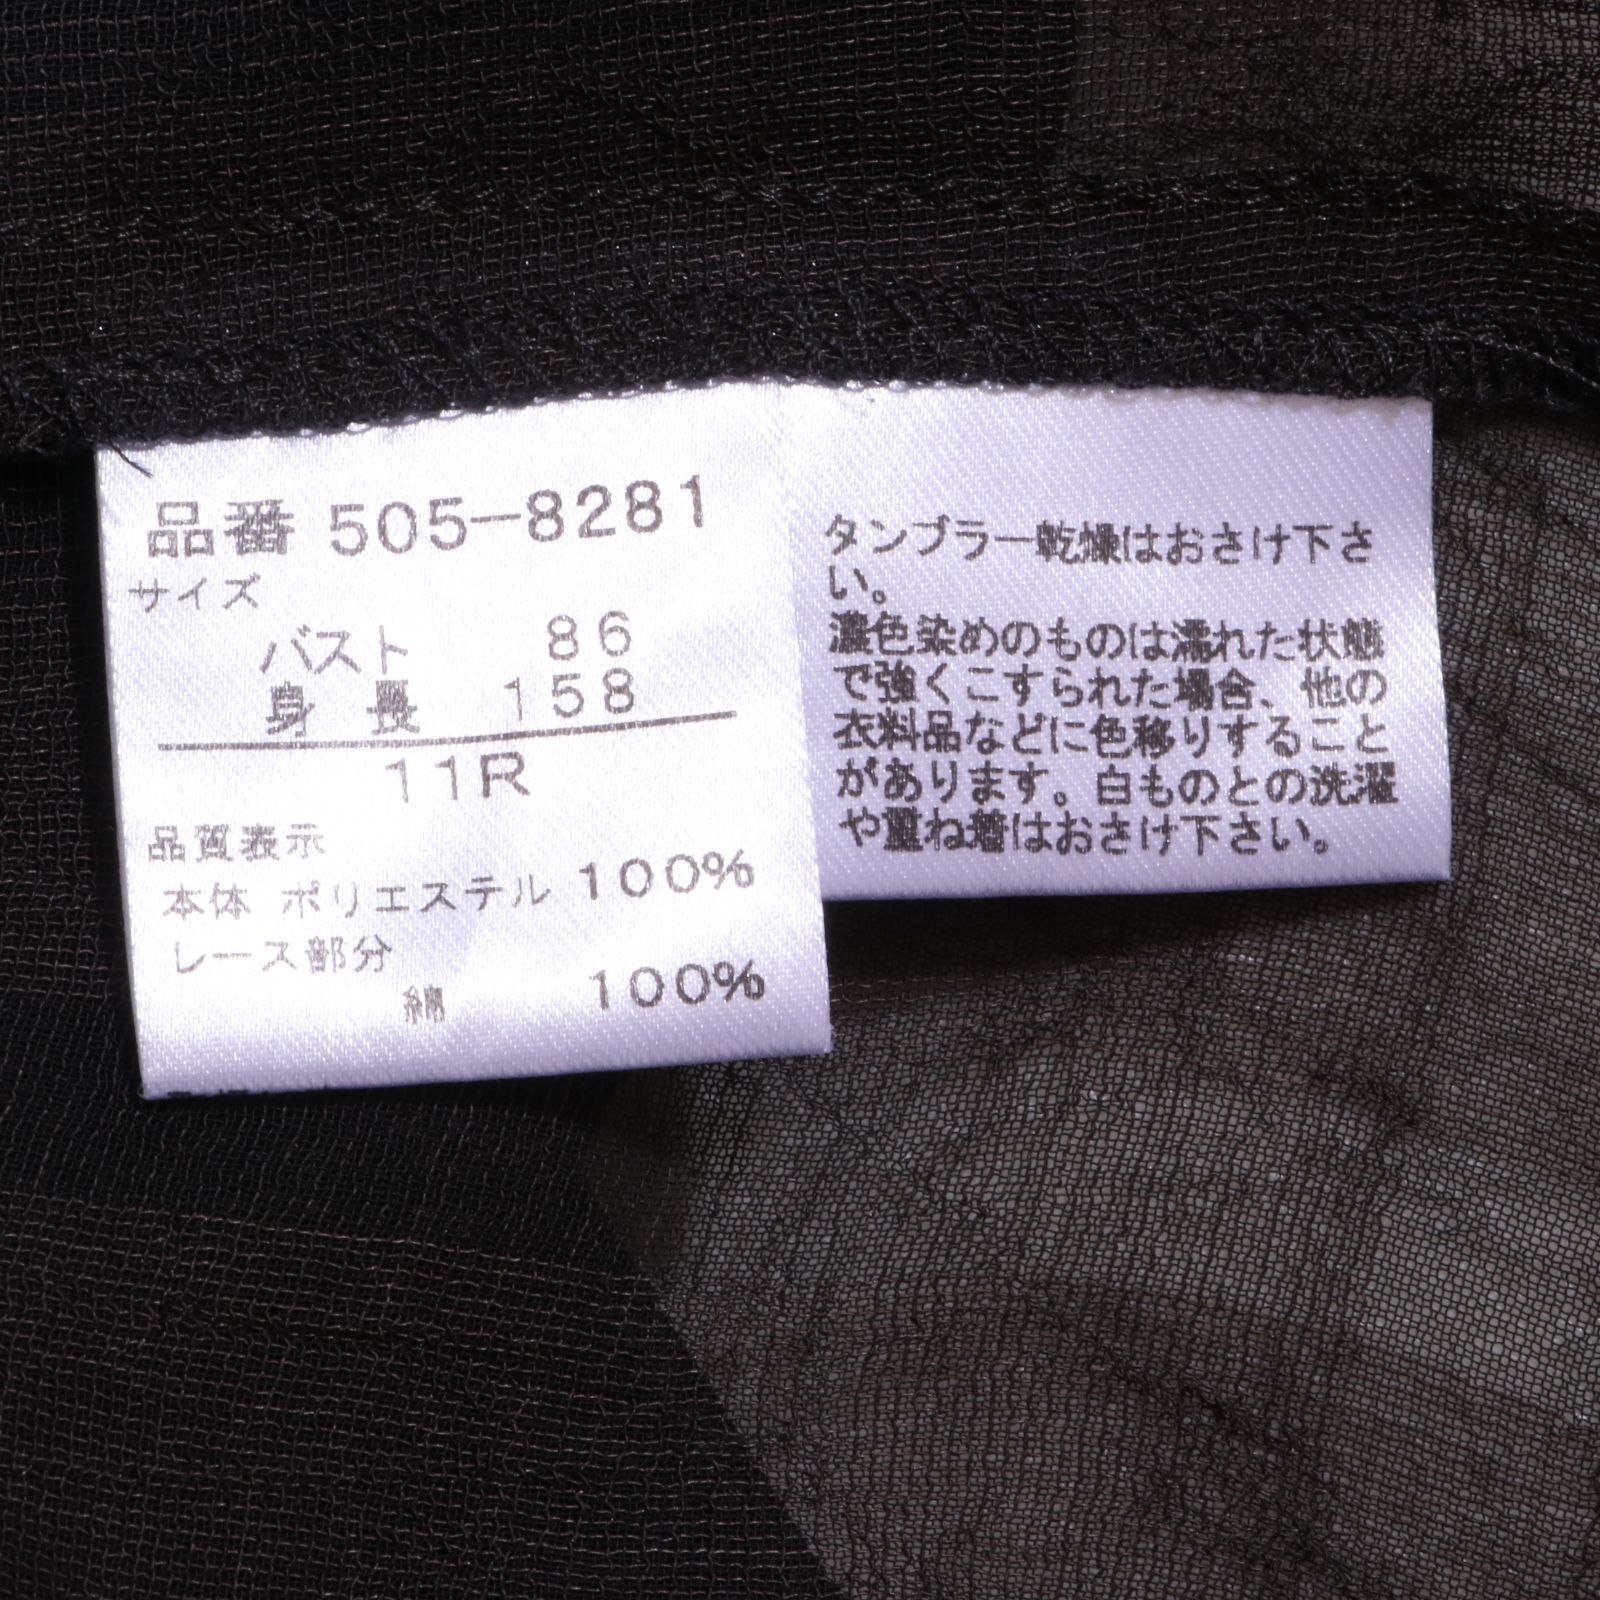 品番 505-8281
サイズ
バスト 86
身長 158
11R
品質表示
本体 ポリエステル 100%
レース部分
綿 100%
タンブラー乾燥はおさけ下さ
い。
濃色染めのものは濡れた状態
で強くこすられた場合、他の
衣料品などに色移りすること
があります。白ものとの洗濯
や重ね着はおさけ下さい。